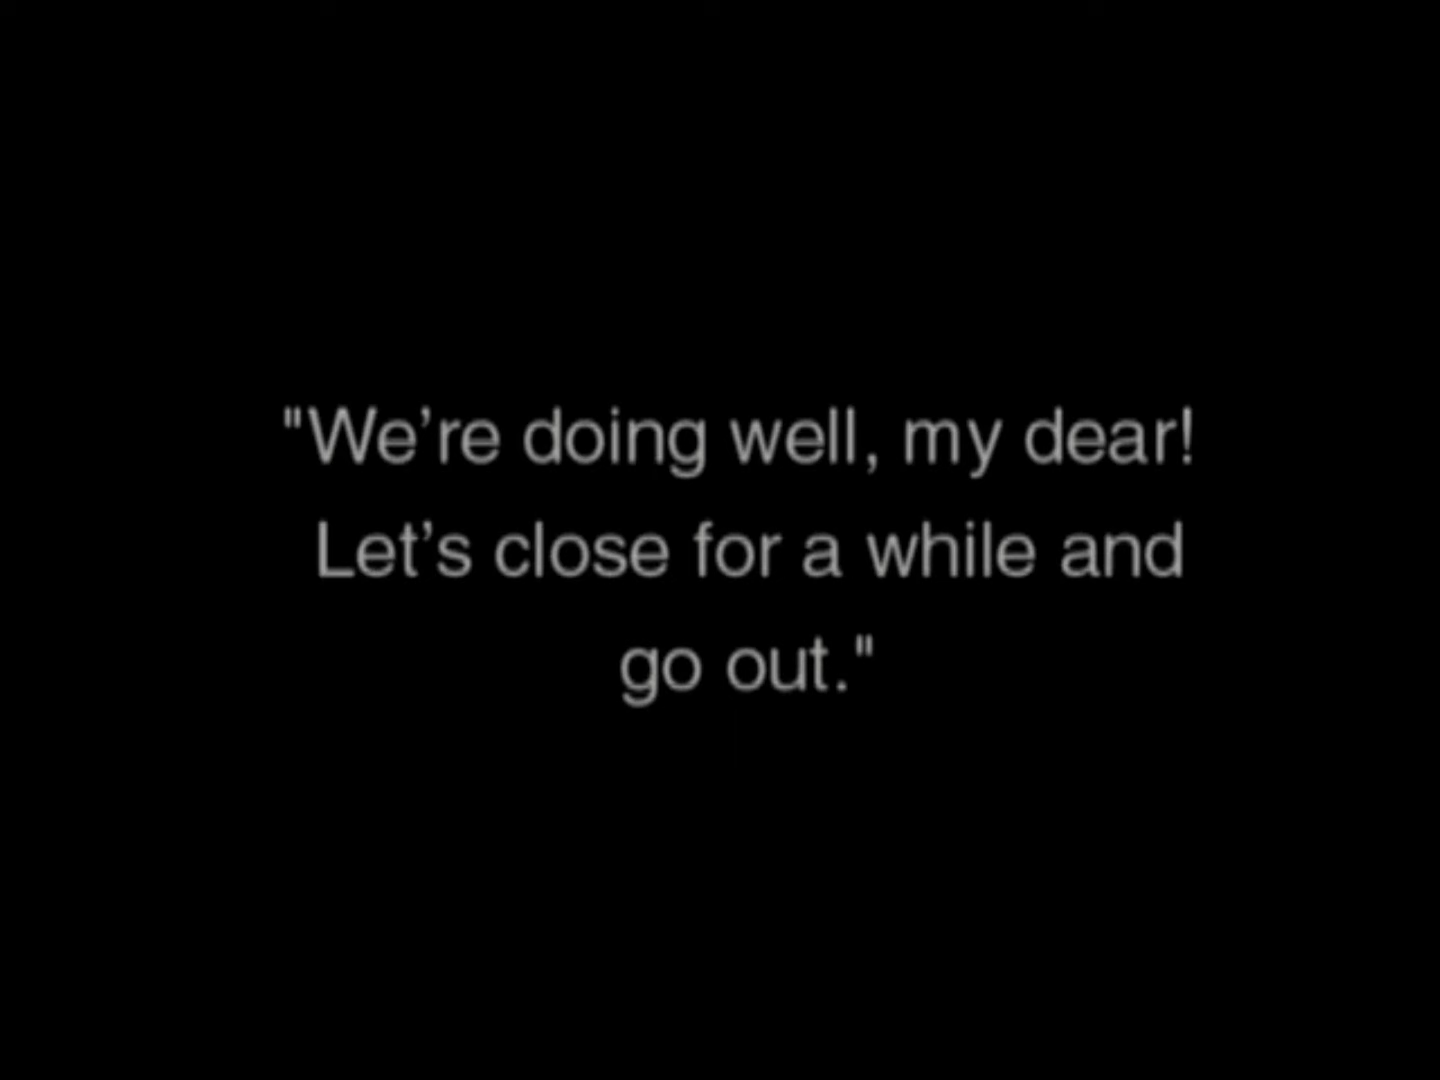 "We’re doing well, my dear!
Let’s close for a while and
go out."